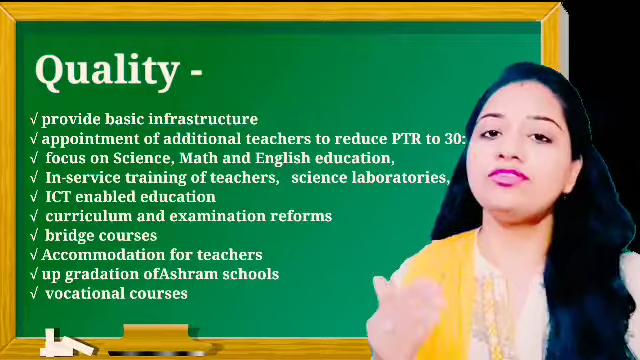 Quality -
√ provide basic infrastructure
√ appointment of additional teachers to reduce PTR to 30:
√ focus on Science, Math and English education,
√ In-service training of teachers, science laboratories,
√ ICT enabled education
√ curriculum and examination reforms
√ bridge courses
√ Accommodation for teachers
√ up gradation ofAshram schools
√ vocational courses